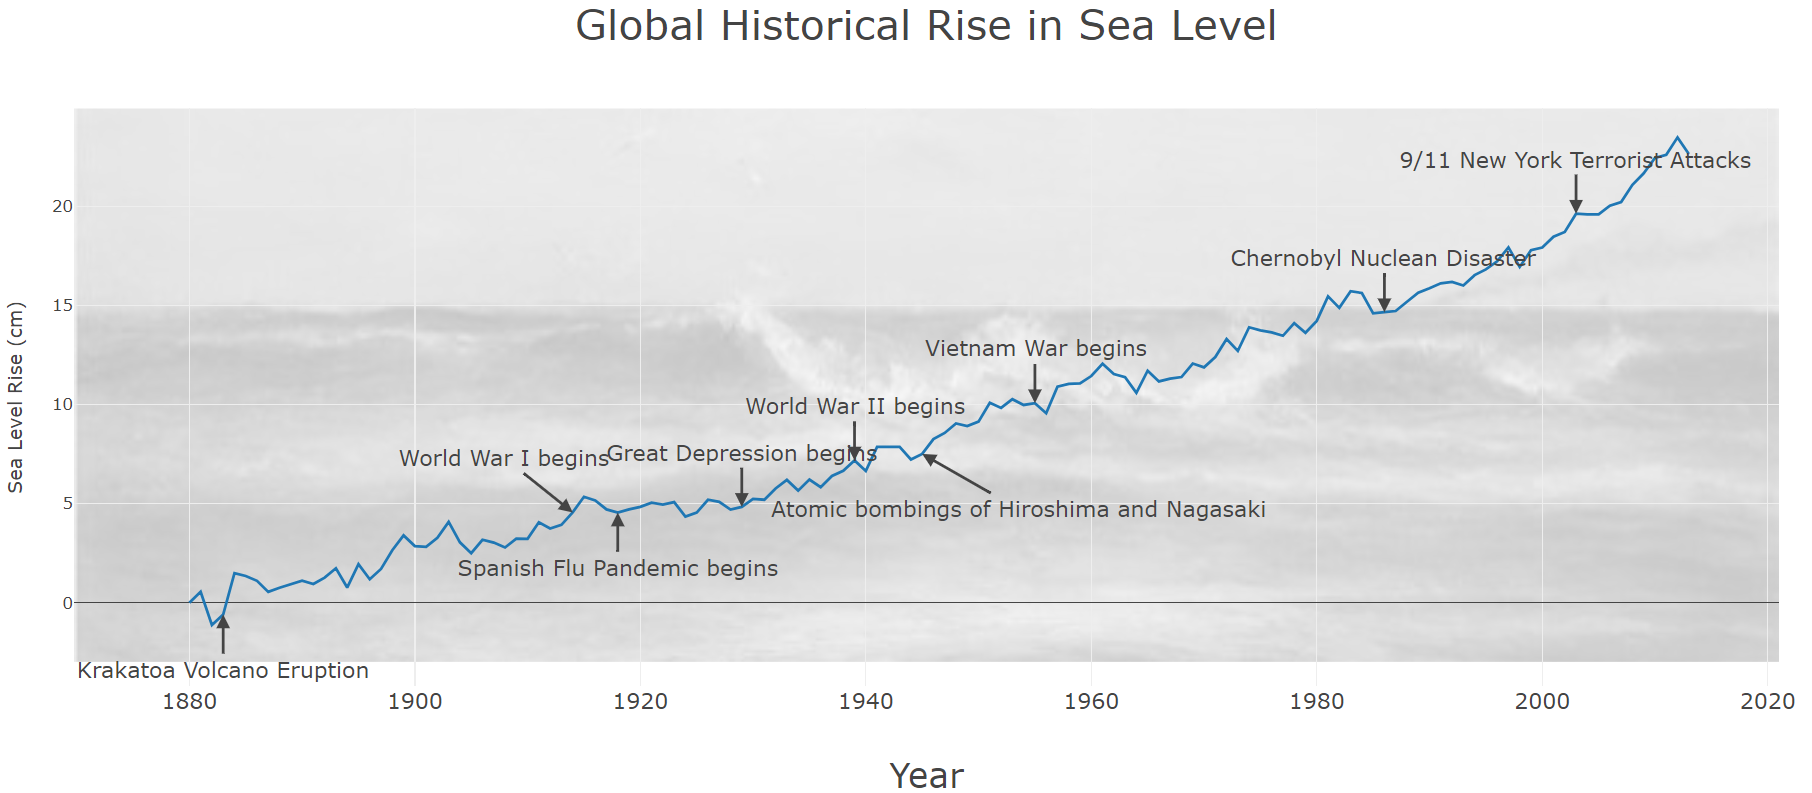 Global Historical Rise in Sea Level
9/11 New York Terrorist Attacks
20
Chernobyl Nuclean Disaster
15
Vietnam War begins
10
World War II begins
Great Depression begins
World War I begins
5
Atomic bombings of Hiroshima and Nagasaki
Spanish Flu Pandemic begins
0
Krakatoa Volcano Eruption
Sea Level Rise (cm)
1880 1900 1920 1940 1960 1980 2000 2020
Year